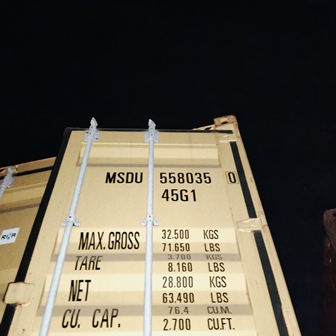 MSDU 558035 0
45G1
MAX.GROSS 32.500 KGS
71.650 LBS
TARE 3.700 KGS
8.160 LBS
NET 28.800 KGS
63.490 LBS
CU. CAP. 76.4 CU.M.
2.700 CU.FT.